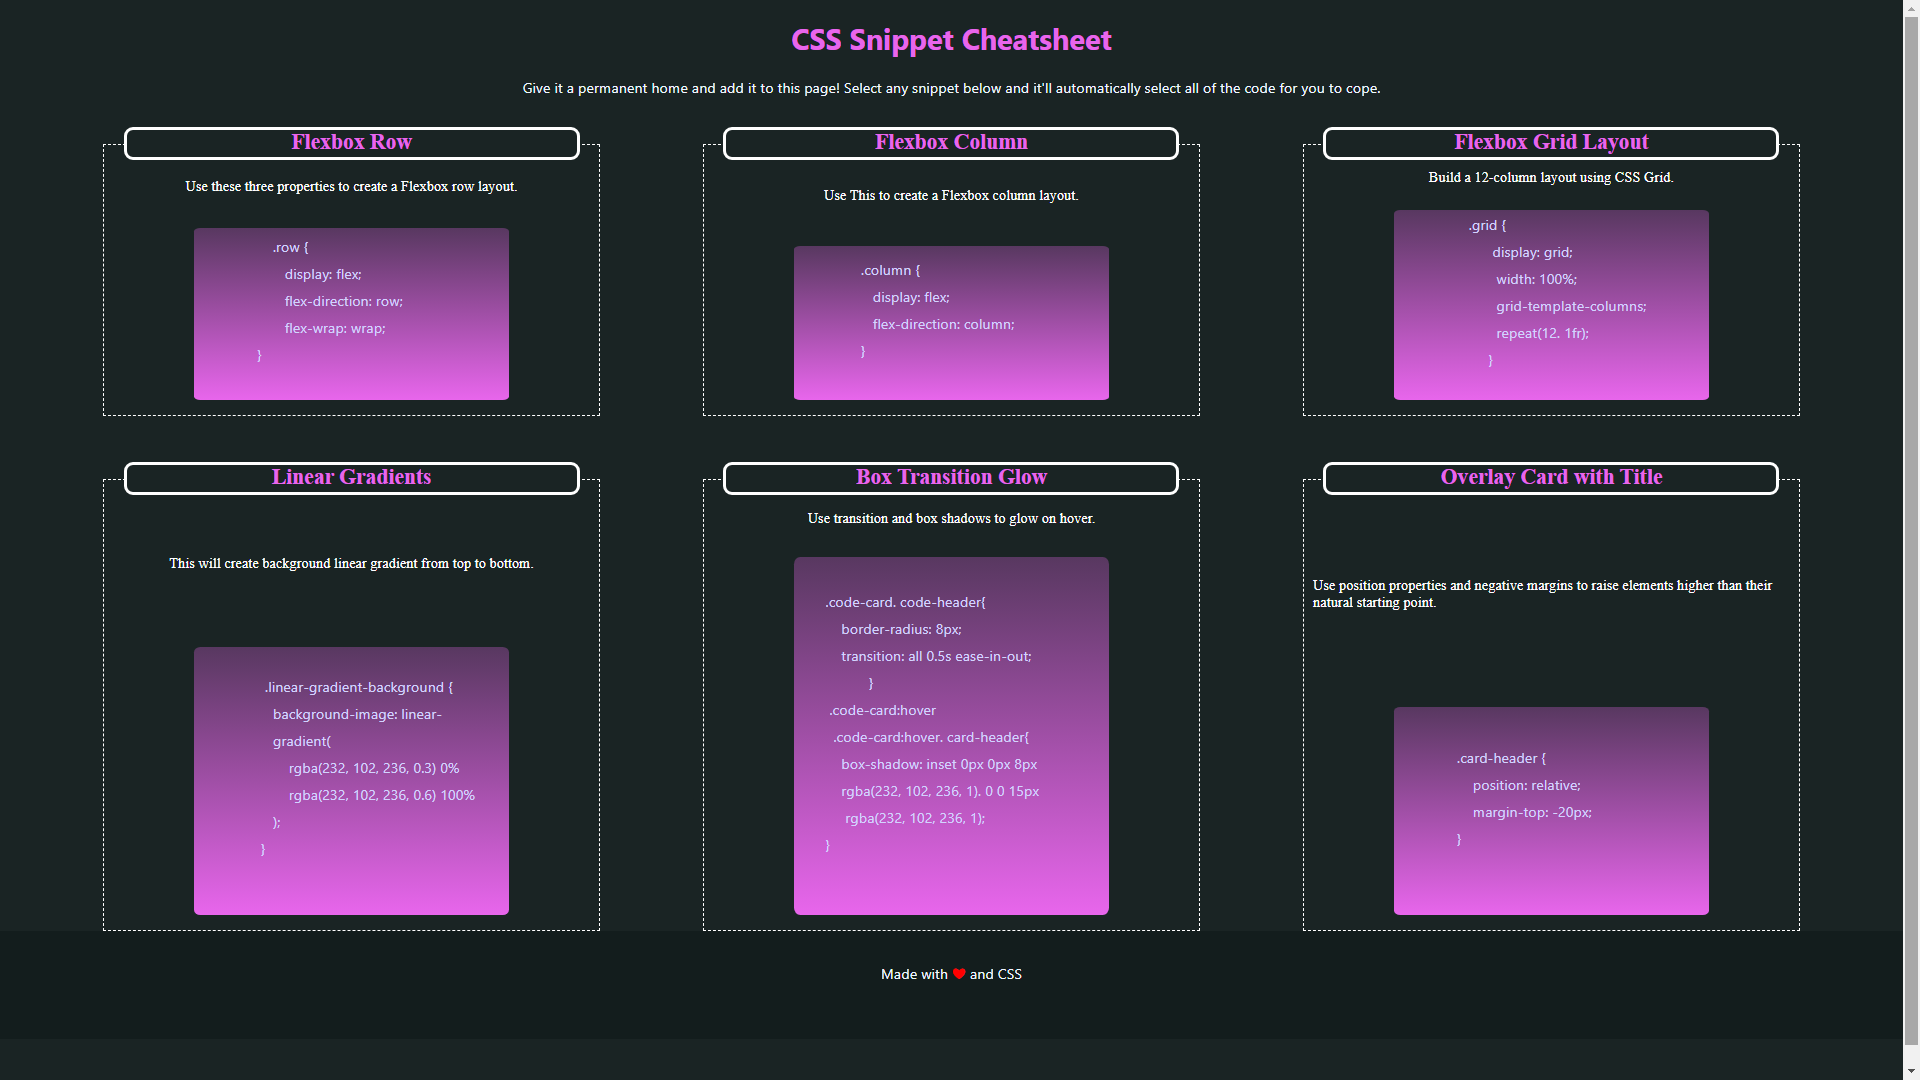 CSS Snippet Cheatsheet
Give it a permanent home and add it to this page! Select any snippet below and it'll automatically select all of the code for you to cope.
Flexbox Row
Use these three properties to create a Flexbox row layout.
.row {
display: flex;
flex-direction: row;
flex-wrap: wrap;
}
Flexbox Column
Use This to create a Flexbox column layout.
.column {
display: flex;
flex-direction: column;
}
Flexbox Grid Layout
Build a 12-column layout using CSS Grid.
.grid {
display: grid;
width: 100%;
grid-template-columns;
repeat(12. 1fr);
}
Linear Gradients
This will create background linear gradient from top to bottom.
.linear-gradient-background {
background-image: linear-
gradient(
rgba(232, 102, 236, 0.3) 0%
rgba(232, 102, 236, 0.6) 100%
);
}
Box Transition Glow
Use transition and box shadows to glow on hover.
.code-card. code-header{
border-radius: 8px;
transition: all 0.5s ease-in-out;
}
.code-card:hover
.code-card:hover. card-header{
box-shadow: inset 0px 0px 8px
rgba(232, 102, 236, 1). 0 0 15px
rgba(232, 102, 236, 1);
}
Overlay Card with Title
Use position properties and negative margins to raise elements higher than their
natural starting point.
.card-header {
position: relative;
margin-top: -20px;
}
Made with ❤ and CSS